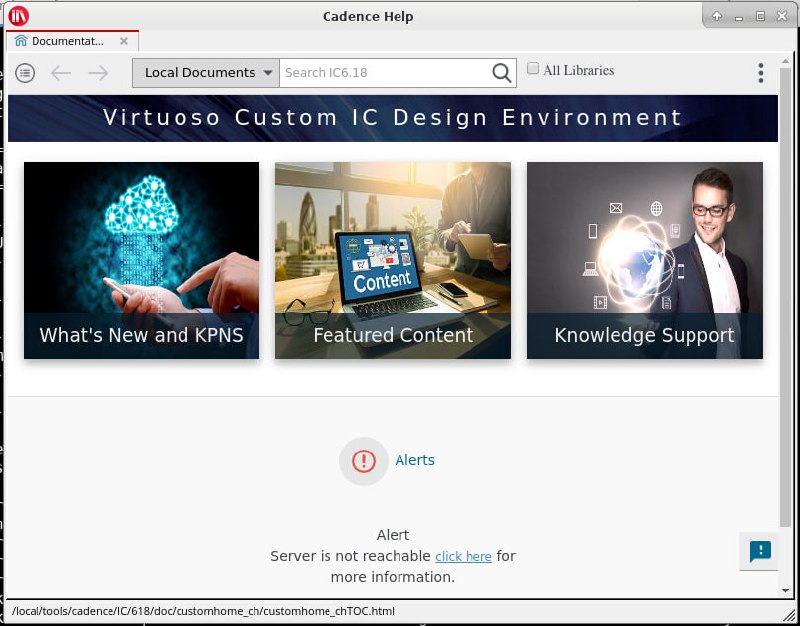 Cadence Help
Documentat...
Local Documents
Search IC6.18
All Libraries
Virtuoso Custom IC Design Environment
Content
What's New and KPNS
Featured Content
Knowledge Support
Alerts
Alert
Server is not reachable click here for
more information.
/local/tools/cadence/IC/618/doc/customhome_ch/customhome_chTOC.html